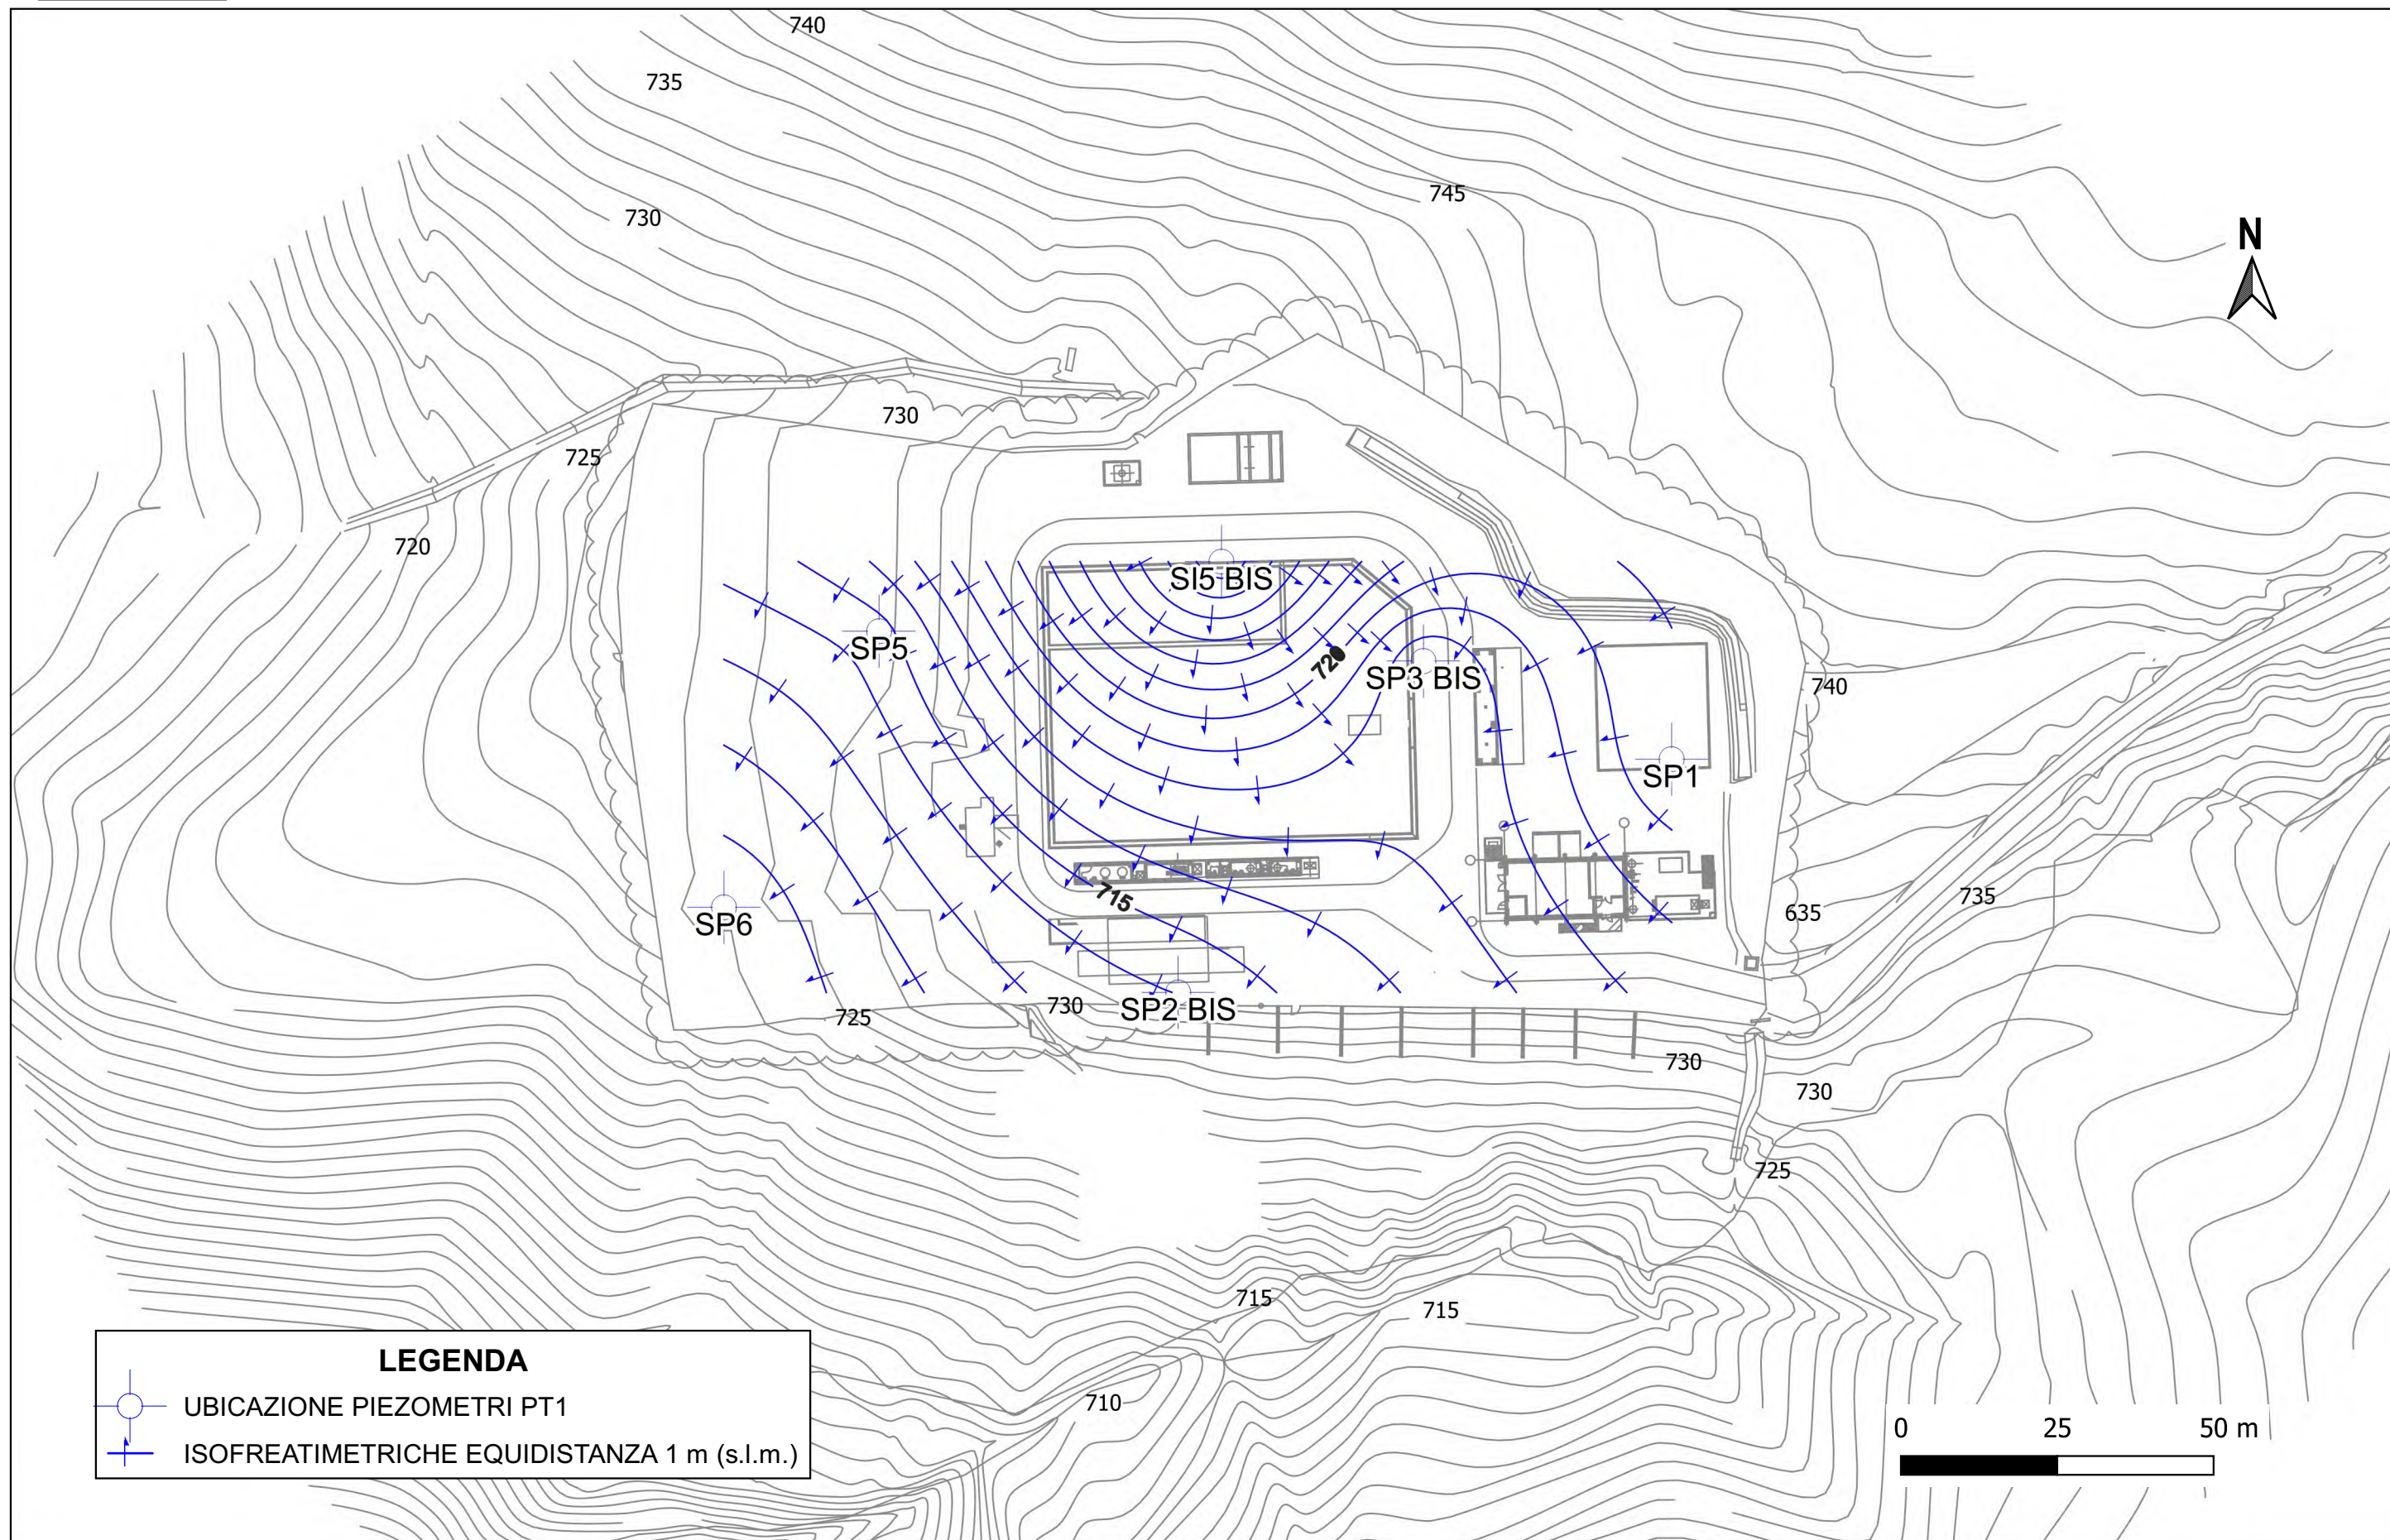 740
735
745
730
N
730
725
720
SI5 BIS
SP5
720
SP3 BIS
740
SP1
715
735
635
SP6
730
SP2 BIS
725
730
730
725
715
715
LEGENDA
710
UBICAZIONE PIEZOMETRI PT1
0 25 50 m
ISOFREATIMETRICHE EQUIDISTANZA 1 m (s.l.m.)